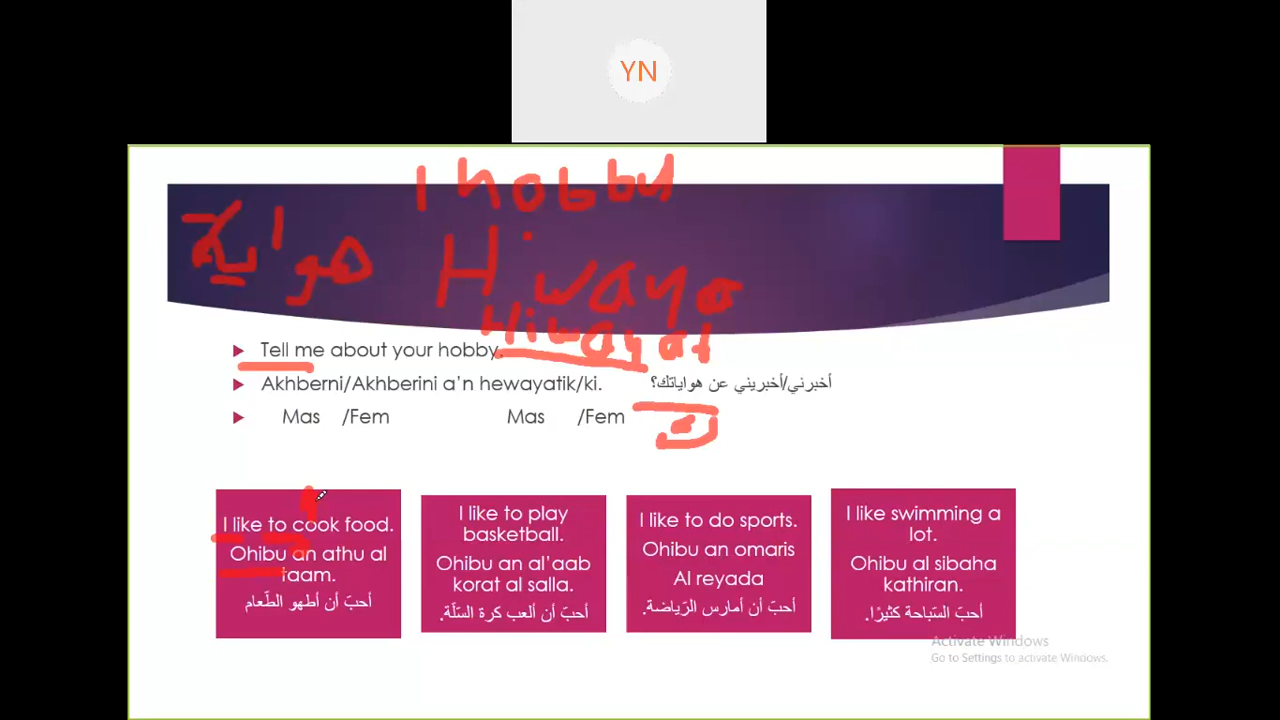 YN
I hobbu
هواية Hiwaya
Hiwayat
Tell me about your hobby.
Akhberni/Akhberini a’n hewayatik/ki. أخبرني/أخبريني عن هواياتك؟
Mas /Fem Mas /Fem
ك
I like to cook food.
Ohibu an athu al
taam.
أحبّ أن أطهو الطّعام
I like to play
basketball.
Ohibu an al’aab
korat al salla.
أحبّ أن ألعب كرة السّلّة.
I like to do sports.
Ohibu an omaris
Al reyada
أحبّ أن أمارس الرّياضة.
I like swimming a
lot.
Ohibu al sibaha
kathiran.
أحبّ السّباحة كثيرًا.
Activate Windows
Go to Settings to activate Windows.